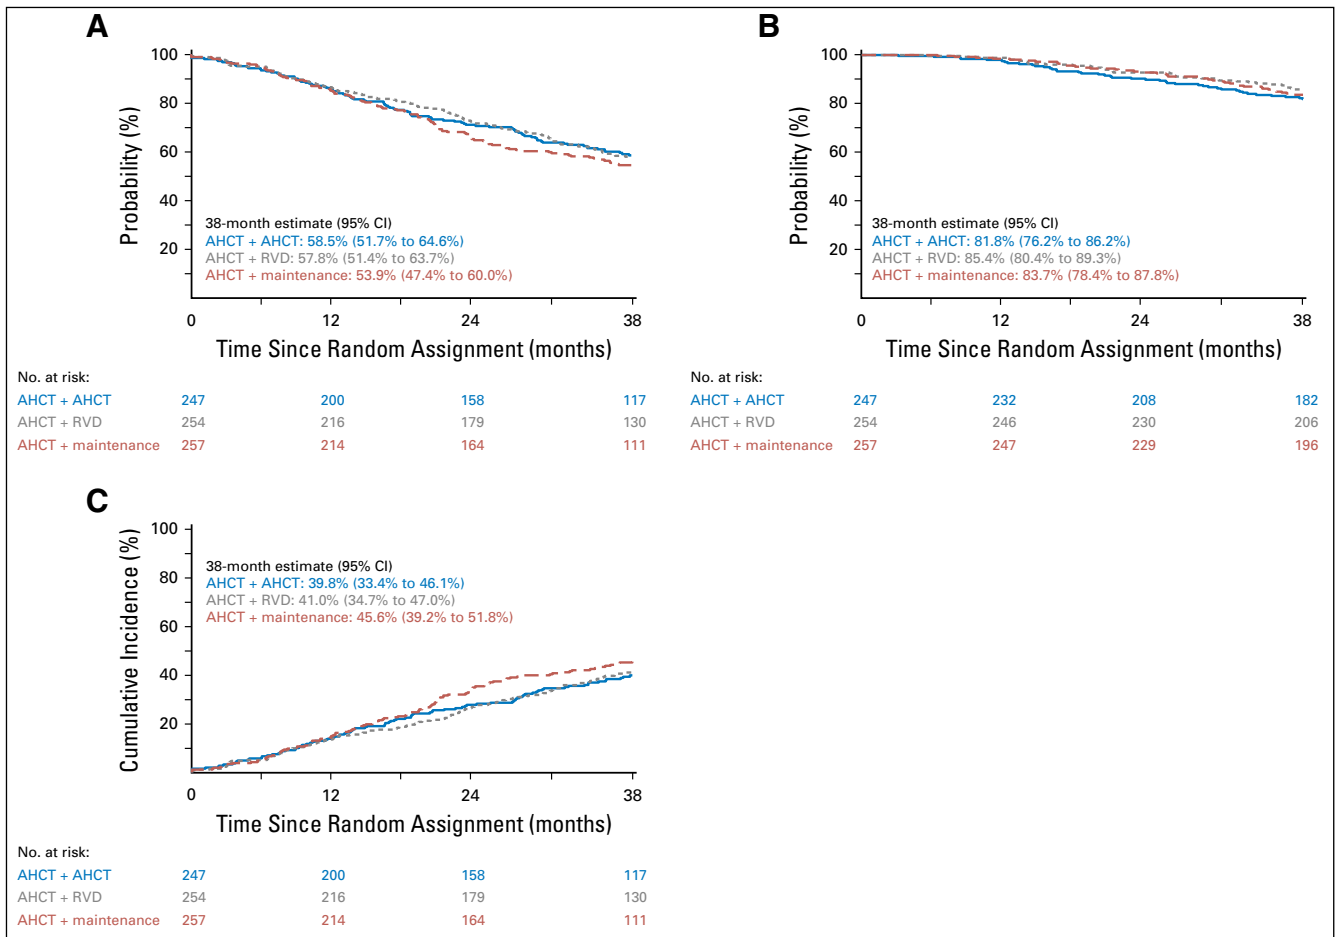 A
Probability (%)
100
80
60
40
20
38-month estimate (95% CI)
AHCT + AHCT: 58.5% (51.7% to 64.6%)
AHCT + RVD: 57.8% (51.4% to 63.7%)
AHCT + maintenance: 53.9% (47.4% to 60.0%)
0 12 24 38
Time Since Random Assignment (months)
No. at risk:
AHCT + AHCT 247 200 158 117
AHCT + RVD 254 216 179 130
AHCT + maintenance 257 214 164 111
B
Probability (%)
100
80
60
40
20
38-month estimate (95% CI)
AHCT + AHCT: 81.8% (76.2% to 86.2%)
AHCT + RVD: 85.4% (80.4% to 89.3%)
AHCT + maintenance: 83.7% (78.4% to 87.8%)
0 12 24 38
Time Since Random Assignment (months)
No. at risk:
AHCT + AHCT 247 232 208 182
AHCT + RVD 254 246 230 206
AHCT + maintenance 257 247 229 196
C
Cumulative Incidence (%)
100
80
60
40
20
38-month estimate (95% CI)
AHCT + AHCT: 39.8% (33.4% to 46.1%)
AHCT + RVD: 41.0% (34.7% to 47.0%)
AHCT + maintenance: 45.6% (39.2% to 51.8%)
0 12 24 38
Time Since Random Assignment (months)
No. at risk:
AHCT + AHCT 247 200 158 117
AHCT + RVD 254 216 179 130
AHCT + maintenance 257 214 164 111